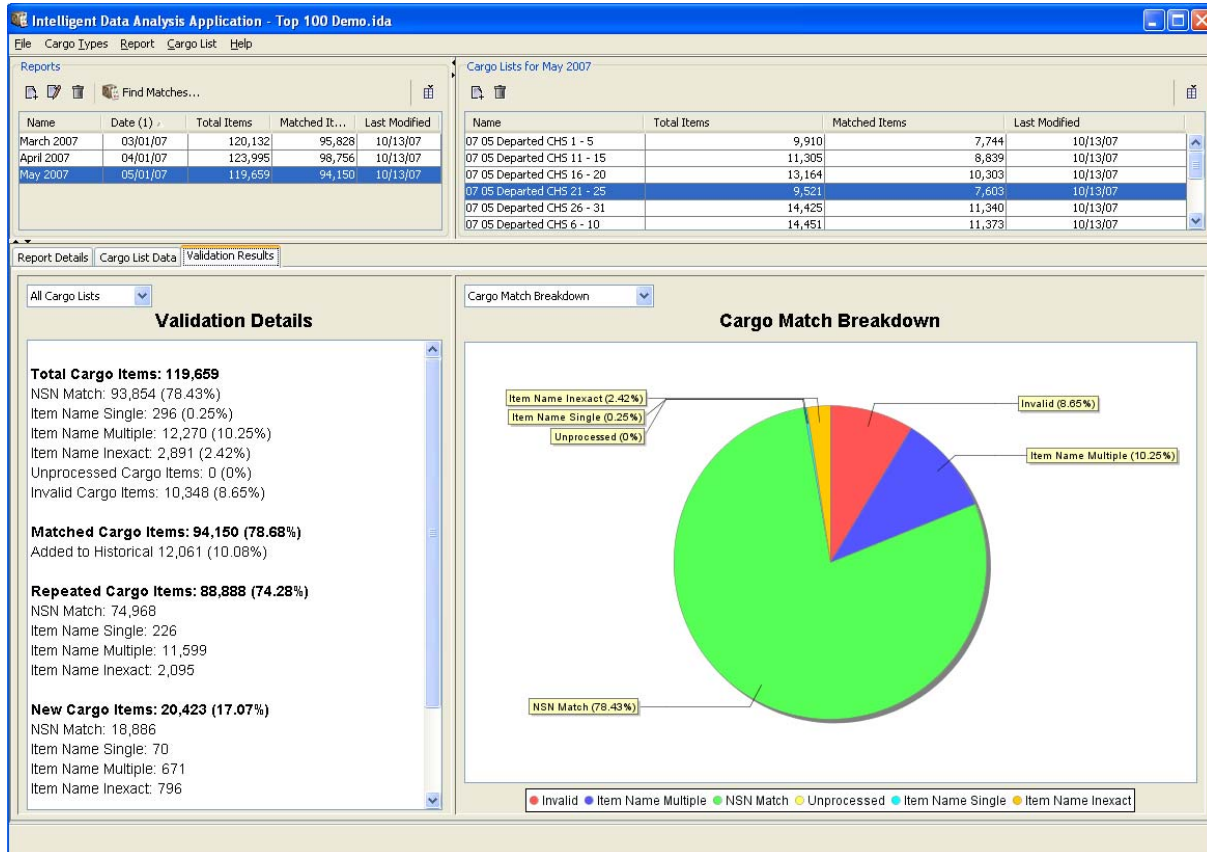 Intelligent Data Analysis Application - Top 100 Demo.ida
File Cargo Types Report Cargo List Help
Reports
Find Matches...
Name Date (1) Total Items Matched It... Last Modified
March 2007 03/01/07 120,132 95,828 10/13/07
April 2007 04/01/07 123,995 98,756 10/13/07
May 2007 05/01/07 119,659 94,150 10/13/07
Cargo Lists for May 2007
Name Total Items Matched Items Last Modified
07 05 Departed CHS 1 - 5 9,910 7,744 10/13/07
07 05 Departed CHS 11 - 15 11,305 8,839 10/13/07
07 05 Departed CHS 16 - 20 13,164 10,303 10/13/07
07 05 Departed CHS 21 - 25 9,521 7,603 10/13/07
07 05 Departed CHS 26 - 31 14,425 11,340 10/13/07
07 05 Departed CHS 6 - 10 14,451 11,373 10/13/07
Report Details Cargo List Data Validation Results
All Cargo Lists
Validation Details
Total Cargo Items: 119,659
NSN Match: 93,854 (78.43%)
Item Name Single: 296 (0.25%)
Item Name Multiple: 12,270 (10.25%)
Item Name Inexact: 2,891 (2.42%)
Unprocessed Cargo Items: 0 (0%)
Invalid Cargo Items: 10,348 (8.65%)
Matched Cargo Items: 94,150 (78.68%)
Added to Historical 12,061 (10.08%)
Repeated Cargo Items: 88,888 (74.28%)
NSN Match: 74,968
Item Name Single: 226
Item Name Multiple: 11,599
Item Name Inexact: 2,095
New Cargo Items: 20,423 (17.07%)
NSN Match: 18,886
Item Name Single: 70
Item Name Multiple: 671
Item Name Inexact: 796
Cargo Match Breakdown
Cargo Match Breakdown
Item Name Inexact (2.42%)
Item Name Single (0.25%)
Unprocessed (0%)
Invalid (8.65%)
Item Name Multiple (10.25%)
NSN Match (78.43%)
Invalid Item Name Multiple NSN Match Unprocessed Item Name Single Item Name Inexact